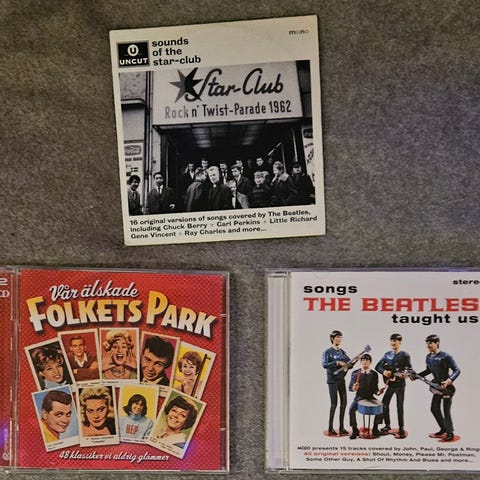 U
UNCUT
sounds
of the
star-club
mono
Star-Club
Rock n' Twist-Parade 1962
16 original versions of songs covered by The Beatles,
including Chuck Berry • Carl Perkins • Little Richard
Gene Vincent • Ray Charles and more...
2
CD
Vår älskade
FOLKETS PARK
HEP
48 klassiker vi aldrig glömmer
songs
stereo
THE BEATLES
taught us
MOJO presents 15 tracks covered by John, Paul, George & Ringo
All original versions! Shout, Money, Please Mr. Postman,
Some Other Guy, A Shot Of Rhythm And Blues and more...